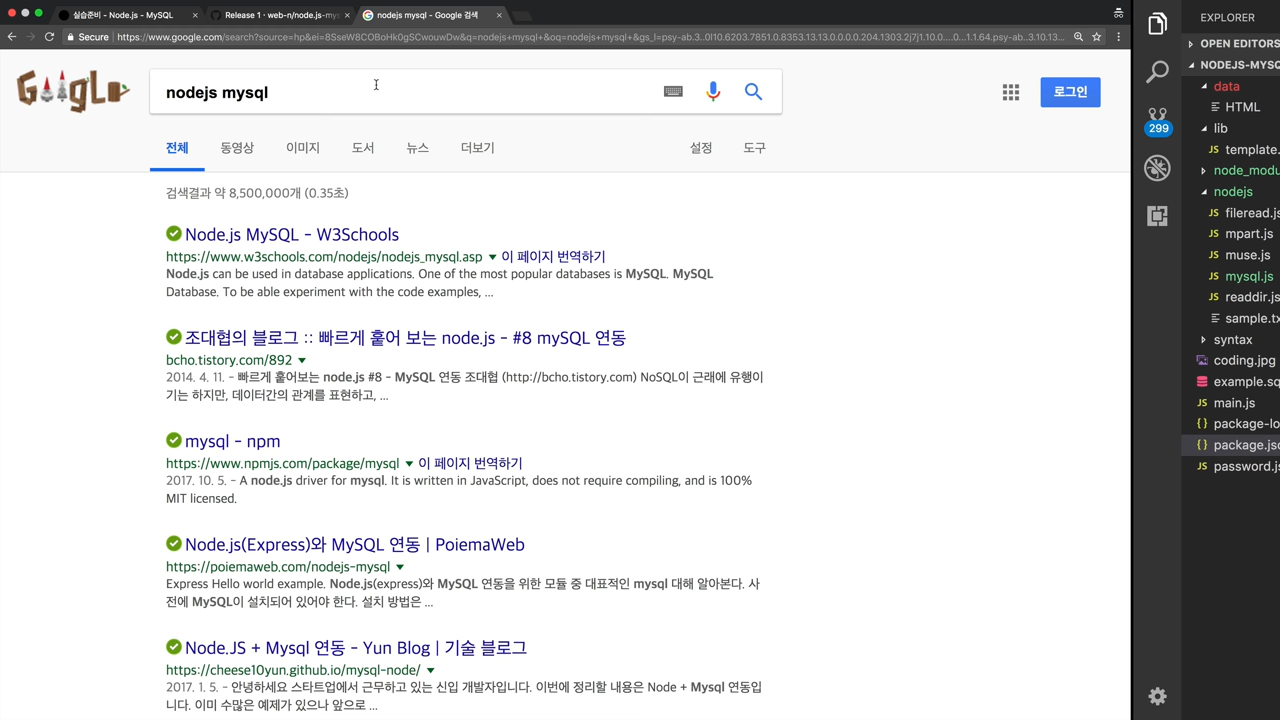 실습준비 - Node.js - MySQL
Release 1 · web-n/node.js-mys
nodejs mysql - Google 검색
Secure
https://www.google.com/search?source=hp&ei=8SseW8COBoHk0gSCwouwDw&q=nodejs+mysql+&oq=nodejs+mysql+&gs_l=psy-ab.3..0l10.6203.7851.0.8353.13.13.0.0.0.0.204.1303.2j7j1.10.0....0...1.1.64.psy-ab..3.10.13...
nodejs mysql
로그인
전체
동영상
이미지
도서
뉴스
더보기
설정
도구
검색결과 약 8,500,000개 (0.35초)
Node.js MySQL - W3Schools
https://www.w3schools.com/nodejs/nodejs_mysql.asp ▼ 이 페이지 번역하기
Node.js can be used in database applications. One of the most popular databases is MySQL. MySQL
Database. To be able experiment with the code examples, ...
조대협의 블로그 :: 빠르게 훑어 보는 node.js - #8 mySQL 연동
bcho.tistory.com/892 ▼
2014. 4. 11. - 빠르게 훑어보는 node.js #8 - MySQL 연동 조대협 (http://bcho.tistory.com) NoSQL이 근래에 유행이
기는 하지만, 데이터간의 관계를 표현하고, ...
mysql - npm
https://www.npmjs.com/package/mysql ▼ 이 페이지 번역하기
2017. 10. 5. - A node.js driver for mysql. It is written in JavaScript, does not require compiling, and is 100%
MIT licensed.
Node.js(Express)와 MySQL 연동 | PoiemaWeb
https://poiemaweb.com/nodejs-mysql ▼
Express Hello world example. Node.js(express)와 MySQL 연동을 위한 모듈 중 대표적인 mysql 대해 알아본다. 사
전에 MySQL이 설치되어 있어야 한다. 설치 방법은 ...
Node.JS + Mysql 연동 - Yun Blog | 기술 블로그
https://cheese10yun.github.io/mysql-node/ ▼
2017. 1. 5. - 안녕하세요 스타트업에서 근무하고 있는 신입 개발자입니다. 이번에 정리할 내용은 Node + Mysql 연동입
니다. 이미 수많은 예제가 있으나 앞으로 ...
299
EXPLORER
OPEN EDITORS
NODEJS-MYSQ
data
HTML
lib
JS template.
node_modu
nodejs
JS fileread.js
JS mpart.js
JS muse.js
JS mysql.js
JS readdir.js
sample.tx
syntax
coding.jpg
example.sq
JS main.js
{ } package-lo
{ } package.jso
JS password.j